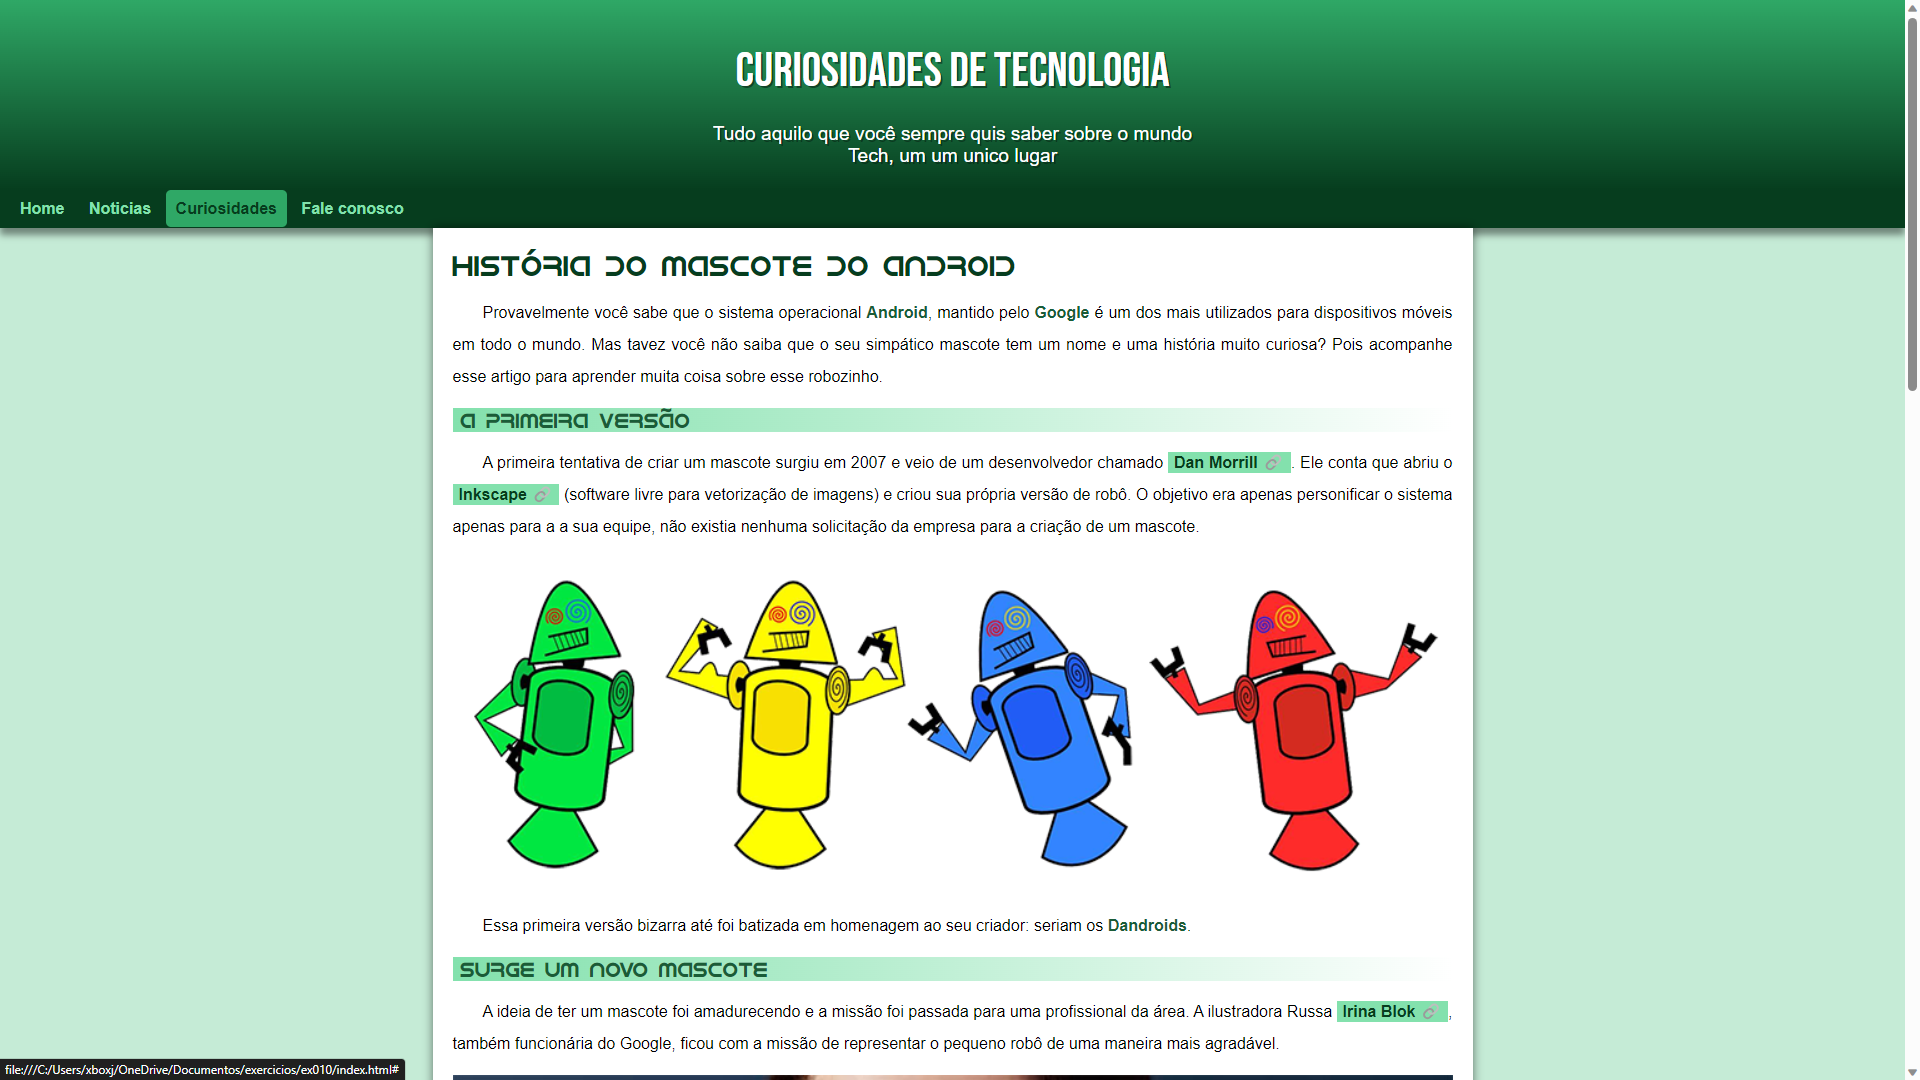 CURIOSIDADES DE TECNOLOGIA
Tudo aquilo que você sempre quis saber sobre o mundo
Tech, um um unico lugar
Home Noticias Curiosidades Fale conosco
HISTÓRIA DO MASCOTE DO ANDROID
Provavelmente você sabe que o sistema operacional Android, mantido pelo Google é um dos mais utilizados para dispositivos móveis
em todo o mundo. Mas tavez você não saiba que o seu simpático mascote tem um nome e uma história muito curiosa? Pois acompanhe
esse artigo para aprender muita coisa sobre esse robozinho.
A PRIMEIRA VERSÃO
A primeira tentativa de criar um mascote surgiu em 2007 e veio de um desenvolvedor chamado Dan Morrill . Ele conta que abriu o
Inkscape (software livre para vetorização de imagens) e criou sua própria versão de robô. O objetivo era apenas personificar o sistema
apenas para a a sua equipe, não existia nenhuma solicitação da empresa para a criação de um mascote.
Essa primeira versão bizarra até foi batizada em homenagem ao seu criador: seriam os Dandroids.
SURGE UM NOVO MASCOTE
A ideia de ter um mascote foi amadurecendo e a missão foi passada para uma profissional da área. A ilustradora Russa Irina Blok ,
também funcionária do Google, ficou com a missão de representar o pequeno robô de uma maneira mais agradável.
file:///C:/Users/xboxj/OneDrive/Documentos/exercicios/ex010/index.html#